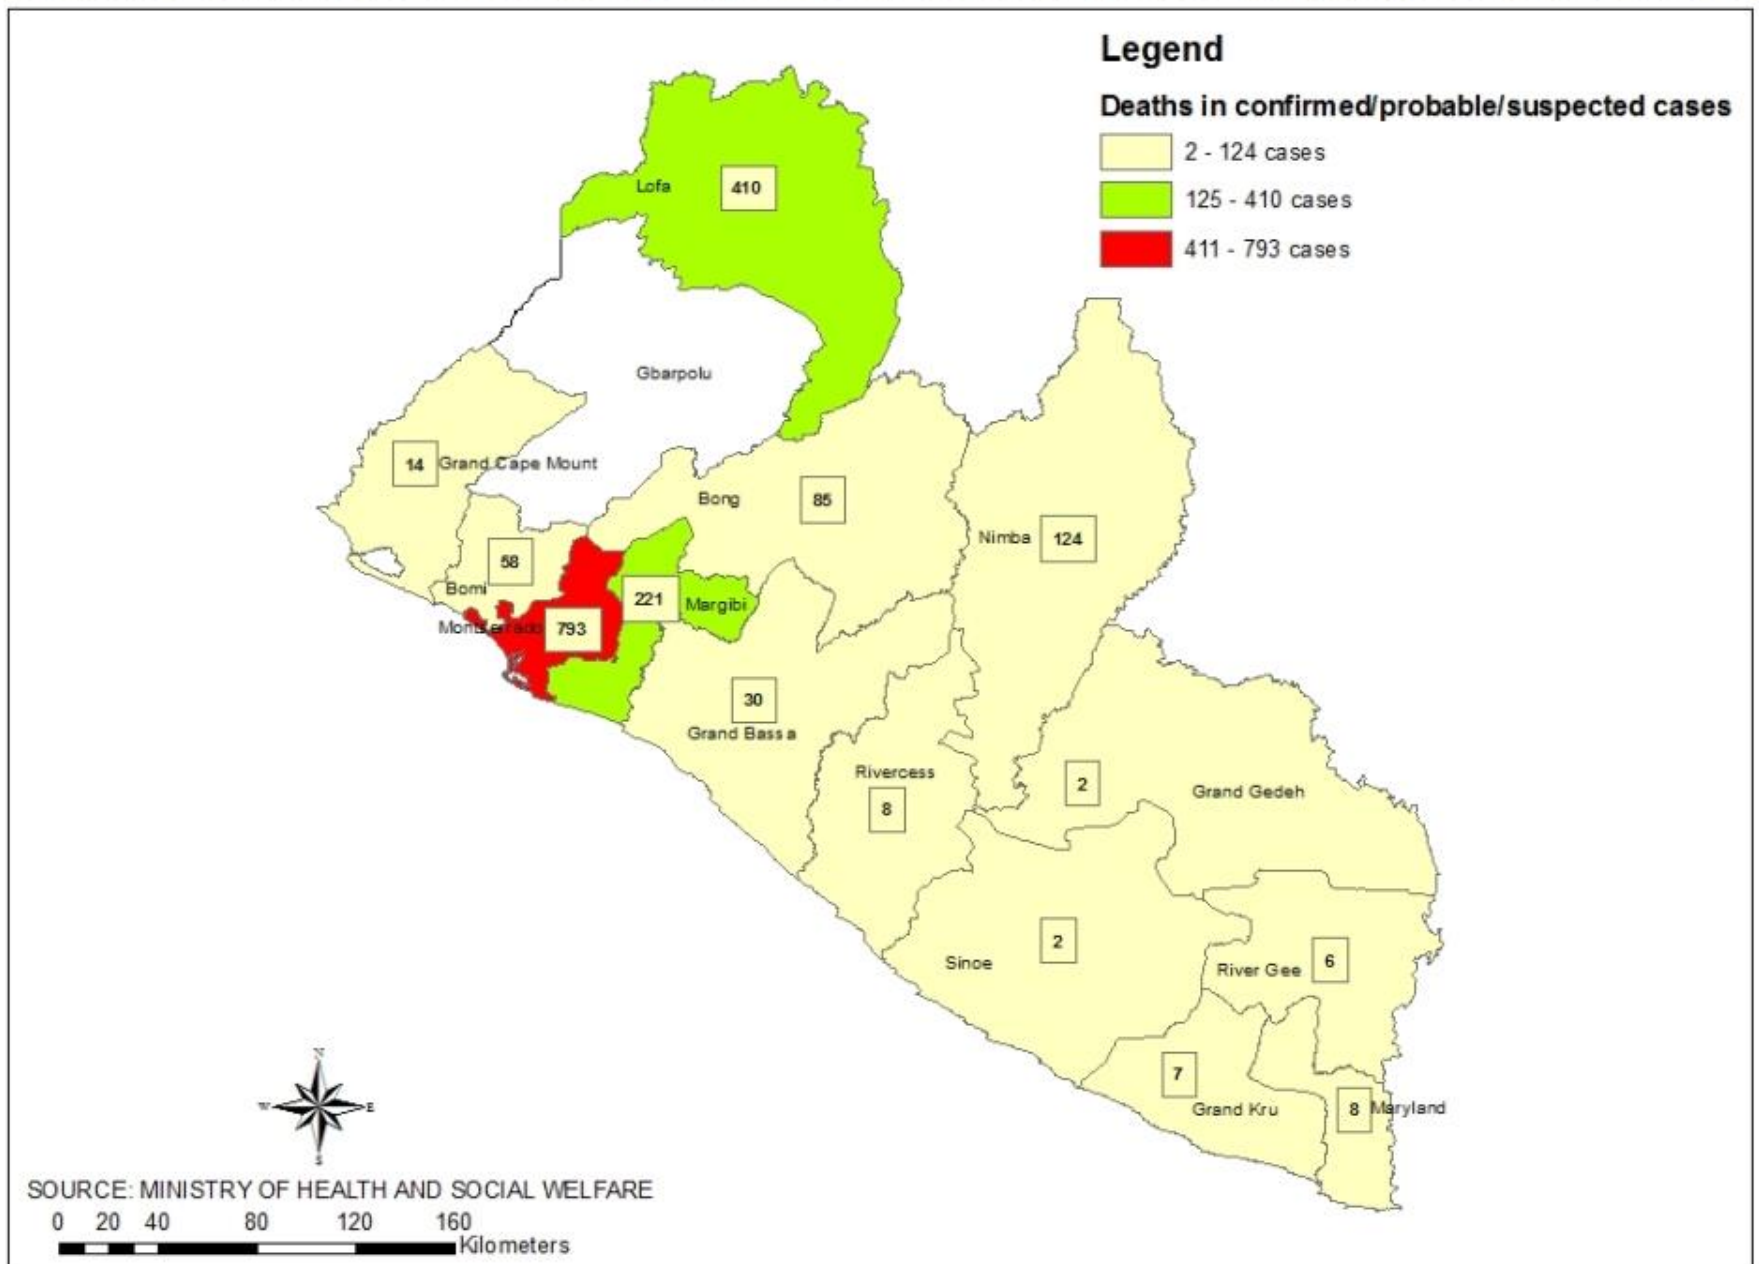 Legend
Deaths in confirmed/probable/suspected cases
2 - 124 cases
125 - 410 cases
411 - 793 cases
Lofa 410
Gbarpolu
14 Grand Cape Mount
Bong 85
Nimba 124
58
Bomi
221 Margibi
Montserrado 793
30
Grand Bassa
Rivercess
8
2 Grand Gedeh
2
Sinoe
River Gee 6
7
Grand Kru
8 Maryland
N
W E
S
SOURCE: MINISTRY OF HEALTH AND SOCIAL WELFARE
0 20 40 80 120 160
Kilometers